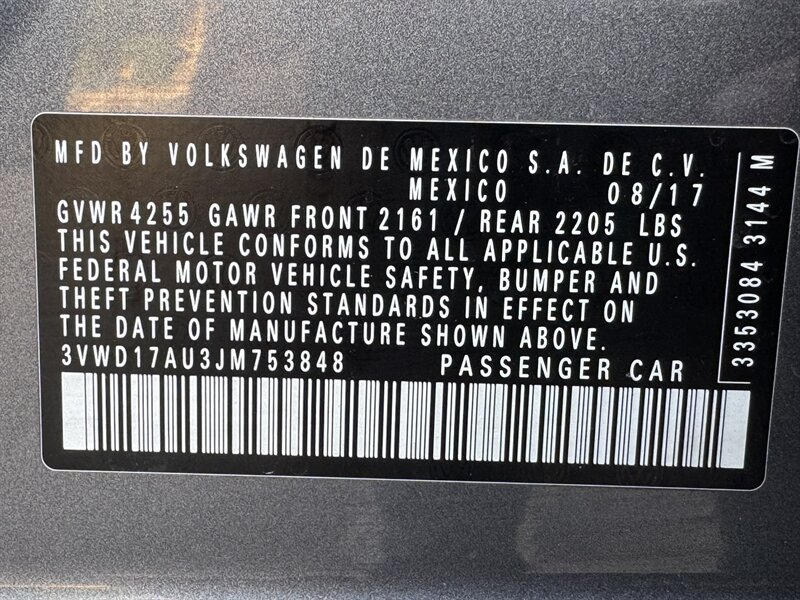 MFD BY VOLKSWAGEN DE MEXICO S.A. DE C.V.
MEXICO 08/17
GVWR 4255 GAWR FRONT 2161 / REAR 2205 LBS
THIS VEHICLE CONFORMS TO ALL APPLICABLE U.S.
FEDERAL MOTOR VEHICLE SAFETY, BUMPER AND
THEFT PREVENTION STANDARDS IN EFFECT ON
THE DATE OF MANUFACTURE SHOWN ABOVE.
3VWD17AU3JM753848 PASSENGER CAR
3353084 3144 M